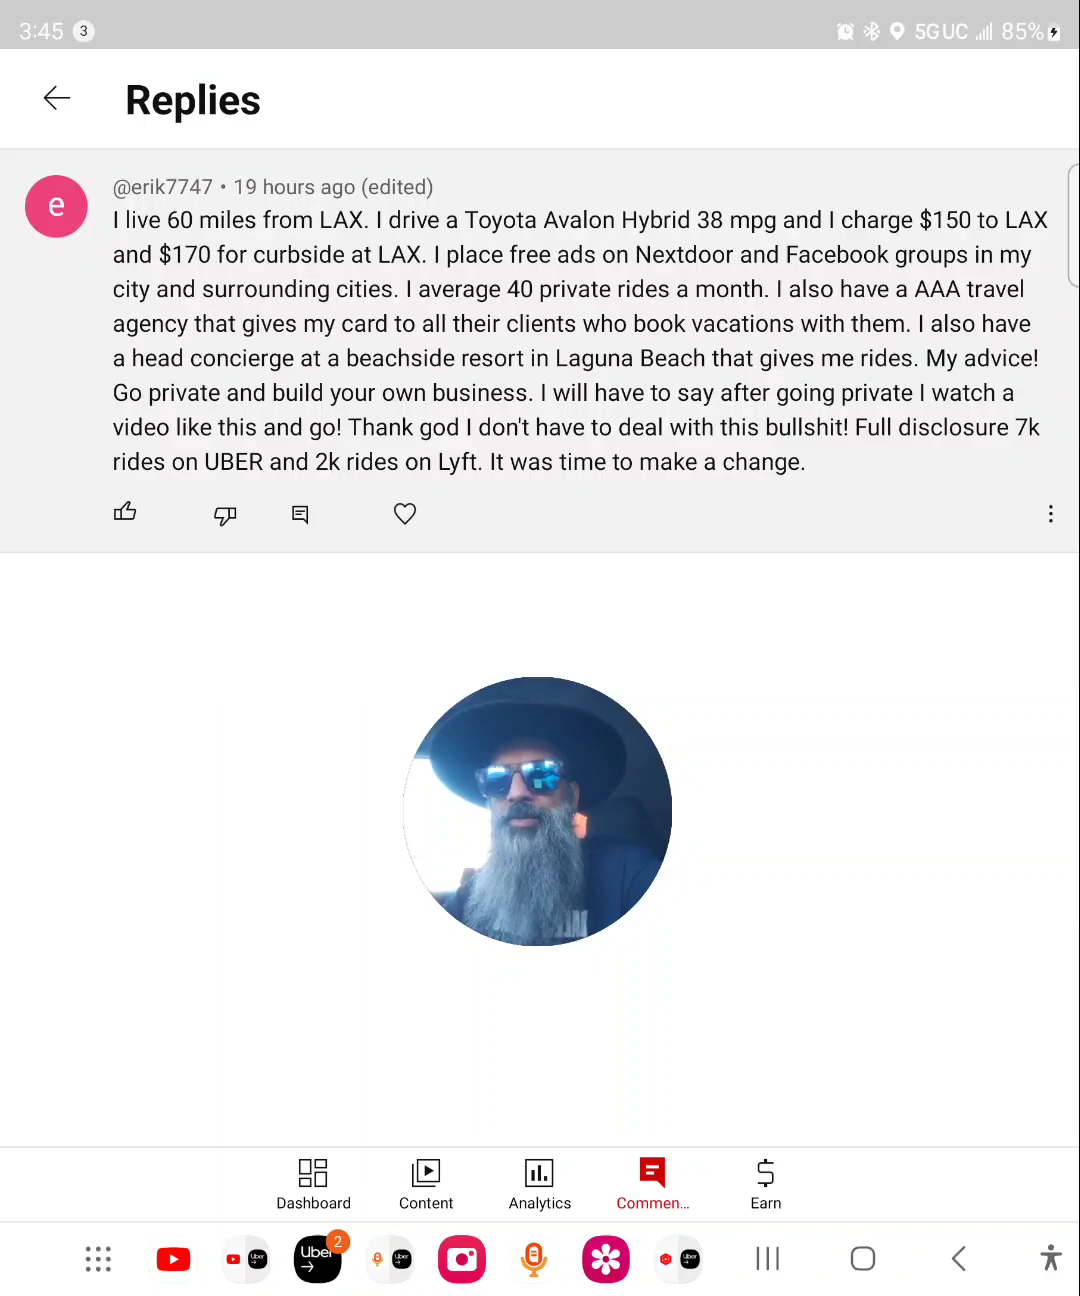 3:45 3 5G UC 85%
Replies
e
@erik7747 • 19 hours ago (edited)
I live 60 miles from LAX. I drive a Toyota Avalon Hybrid 38 mpg and I charge $150 to LAX
and $170 for curbside at LAX. I place free ads on Nextdoor and Facebook groups in my
city and surrounding cities. I average 40 private rides a month. I also have a AAA travel
agency that gives my card to all their clients who book vacations with them. I also have
a head concierge at a beachside resort in Laguna Beach that gives me rides. My advice!
Go private and build your own business. I will have to say after going private I watch a
video like this and go! Thank god I don't have to deal with this bullshit! Full disclosure 7k
rides on UBER and 2k rides on Lyft. It was time to make a change.
Dashboard Content Analytics Commen... Earn
Uber Uber 2 Uber Uber